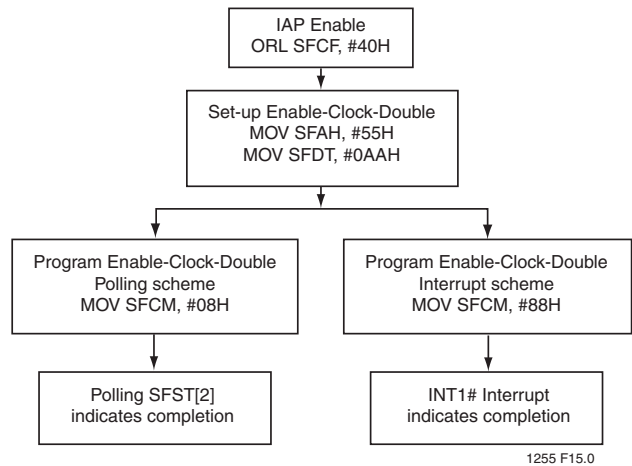 IAP Enable
ORL SFCF, #40H
Set-up Enable-Clock-Double
MOV SFAH, #55H
MOV SFDT, #0AAH
Program Enable-Clock-Double
Polling scheme
MOV SFCM, #08H
Program Enable-Clock-Double
Interrupt scheme
MOV SFCM, #88H
Polling SFST[2]
indicates completion
INT1# Interrupt
indicates completion
1255 F15.0